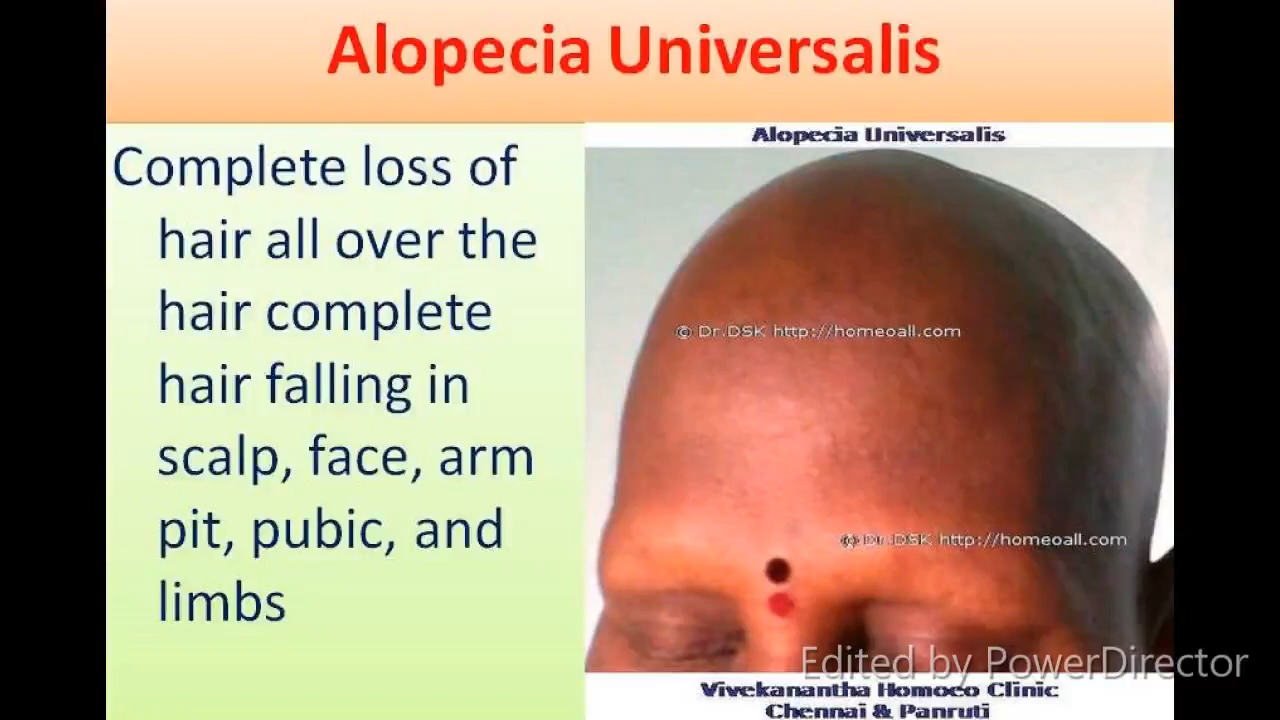 Alopecia Universalis
Complete loss of
hair all over the
hair complete
hair falling in
scalp, face, arm
pit, pubic, and
limbs
Alopecia Universalis
© Dr.DSK http://homeoall.com
© Dr.DSK http://homeoall.com
Edited by PowerDirector
Vivekanantha Homoeo Clinic
Chennai & Panruti